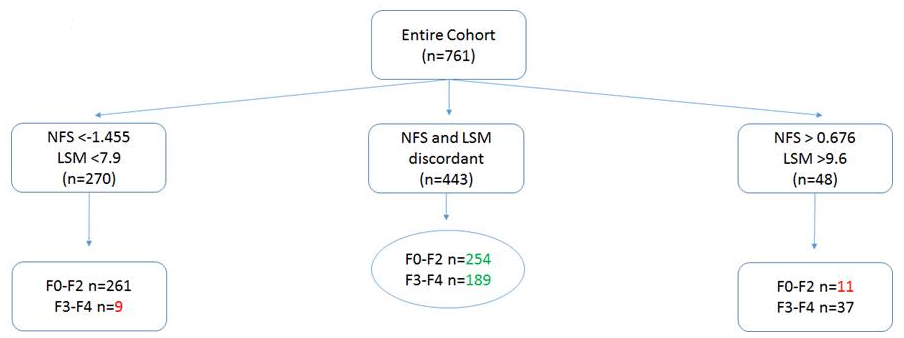 Entire Cohort
(n=761)
NFS <-1.455
LSM <7.9
(n=270)
NFS and LSM
discordant
(n=443)
NFS > 0.676
LSM >9.6
(n=48)
F0-F2 n=261
F3-F4 n=9
F0-F2 n=254
F3-F4 n=189
F0-F2 n=11
F3-F4 n=37